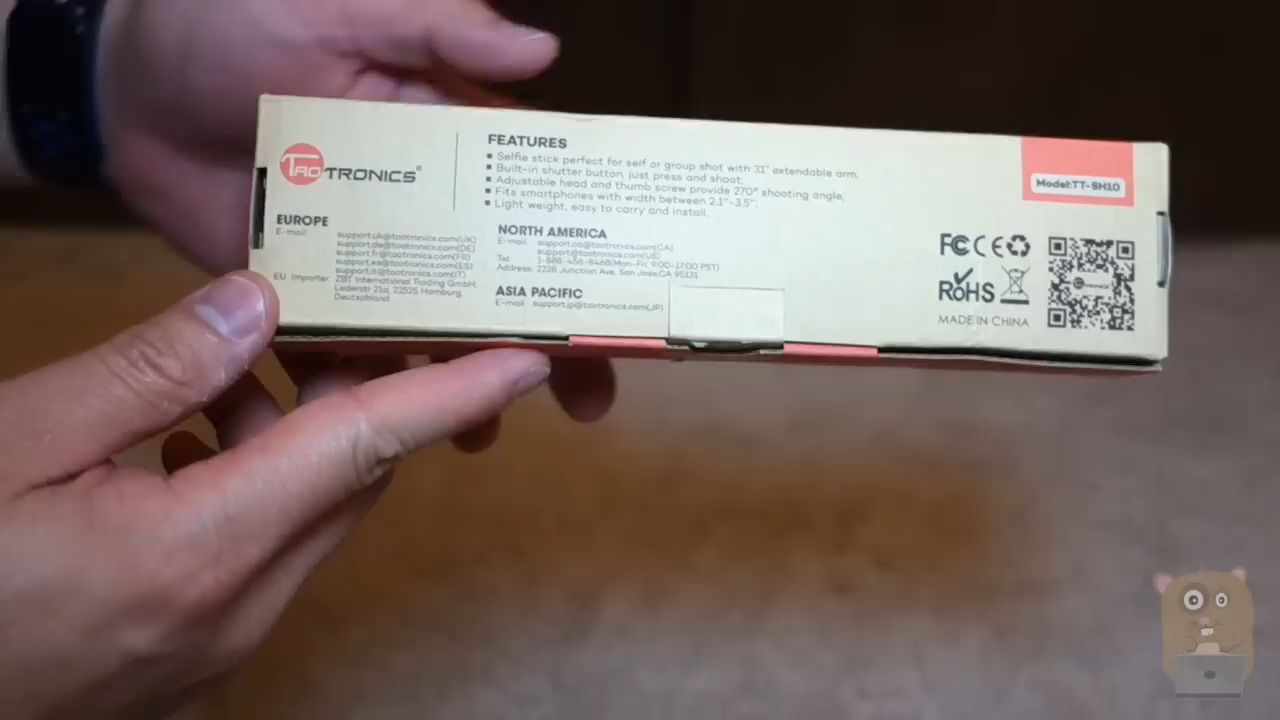 TAOTRONICS®
FEATURES
▪ Selfie stick perfect for self or group shot with 31" extendable arm;
▪ Built-in shutter button, just press and shoot;
▪ Adjustable head and thumb screw provide 270° shooting angle;
▪ Fits smartphones with width between 2.1"-3.5";
▪ Light weight, easy to carry and install.
Model:TT-SH10
EUROPE
E-mail: support.uk@taotronics.com(UK)
support.de@taotronics.com(DE)
support.fr@taotronics.com(FR)
support.es@taotronics.com(ES)
support.it@taotronics.com(IT)
EU Importer: ZBT International Trading GmbH,
Lederstr 21a, 22525 Hamburg,
Deutschland
NORTH AMERICA
E-mail: support.ca@taotronics.com(CA)
support@taotronics.com(US)
Tel: 1-888-456-8468(Mon-Fri: 9:00-17:00 PST)
Address: 2228 Junction Ave, San Jose,CA 95131
ASIA PACIFIC
E-mail: support.jp@taotronics.com(JP)
FC CE
RoHS
MADE IN CHINA